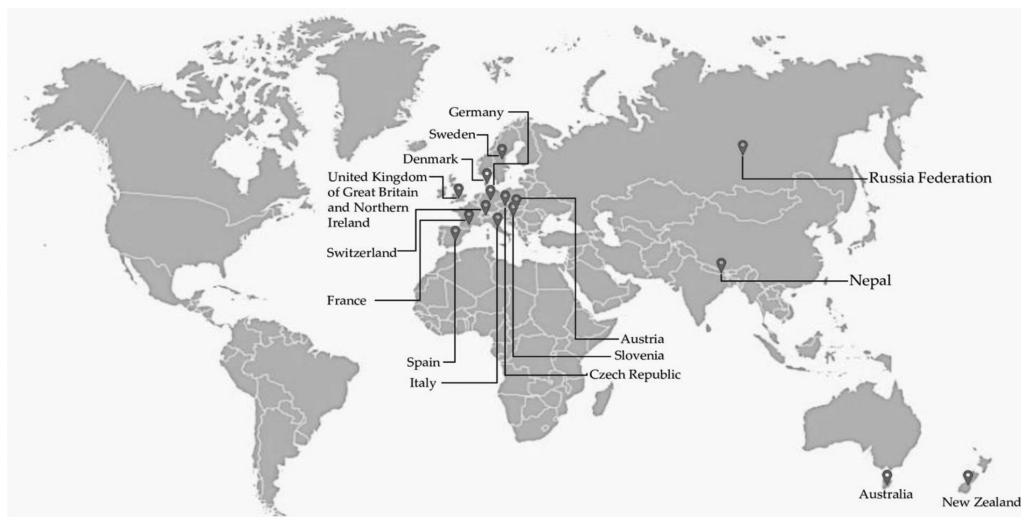 Germany
Sweden
Denmark
United Kingdom
of Great Britain
and Northern
Ireland
Switzerland
France
Spain
Italy
Austria
Slovenia
Czech Republic
Russia Federation
Nepal
Australia
New Zealand